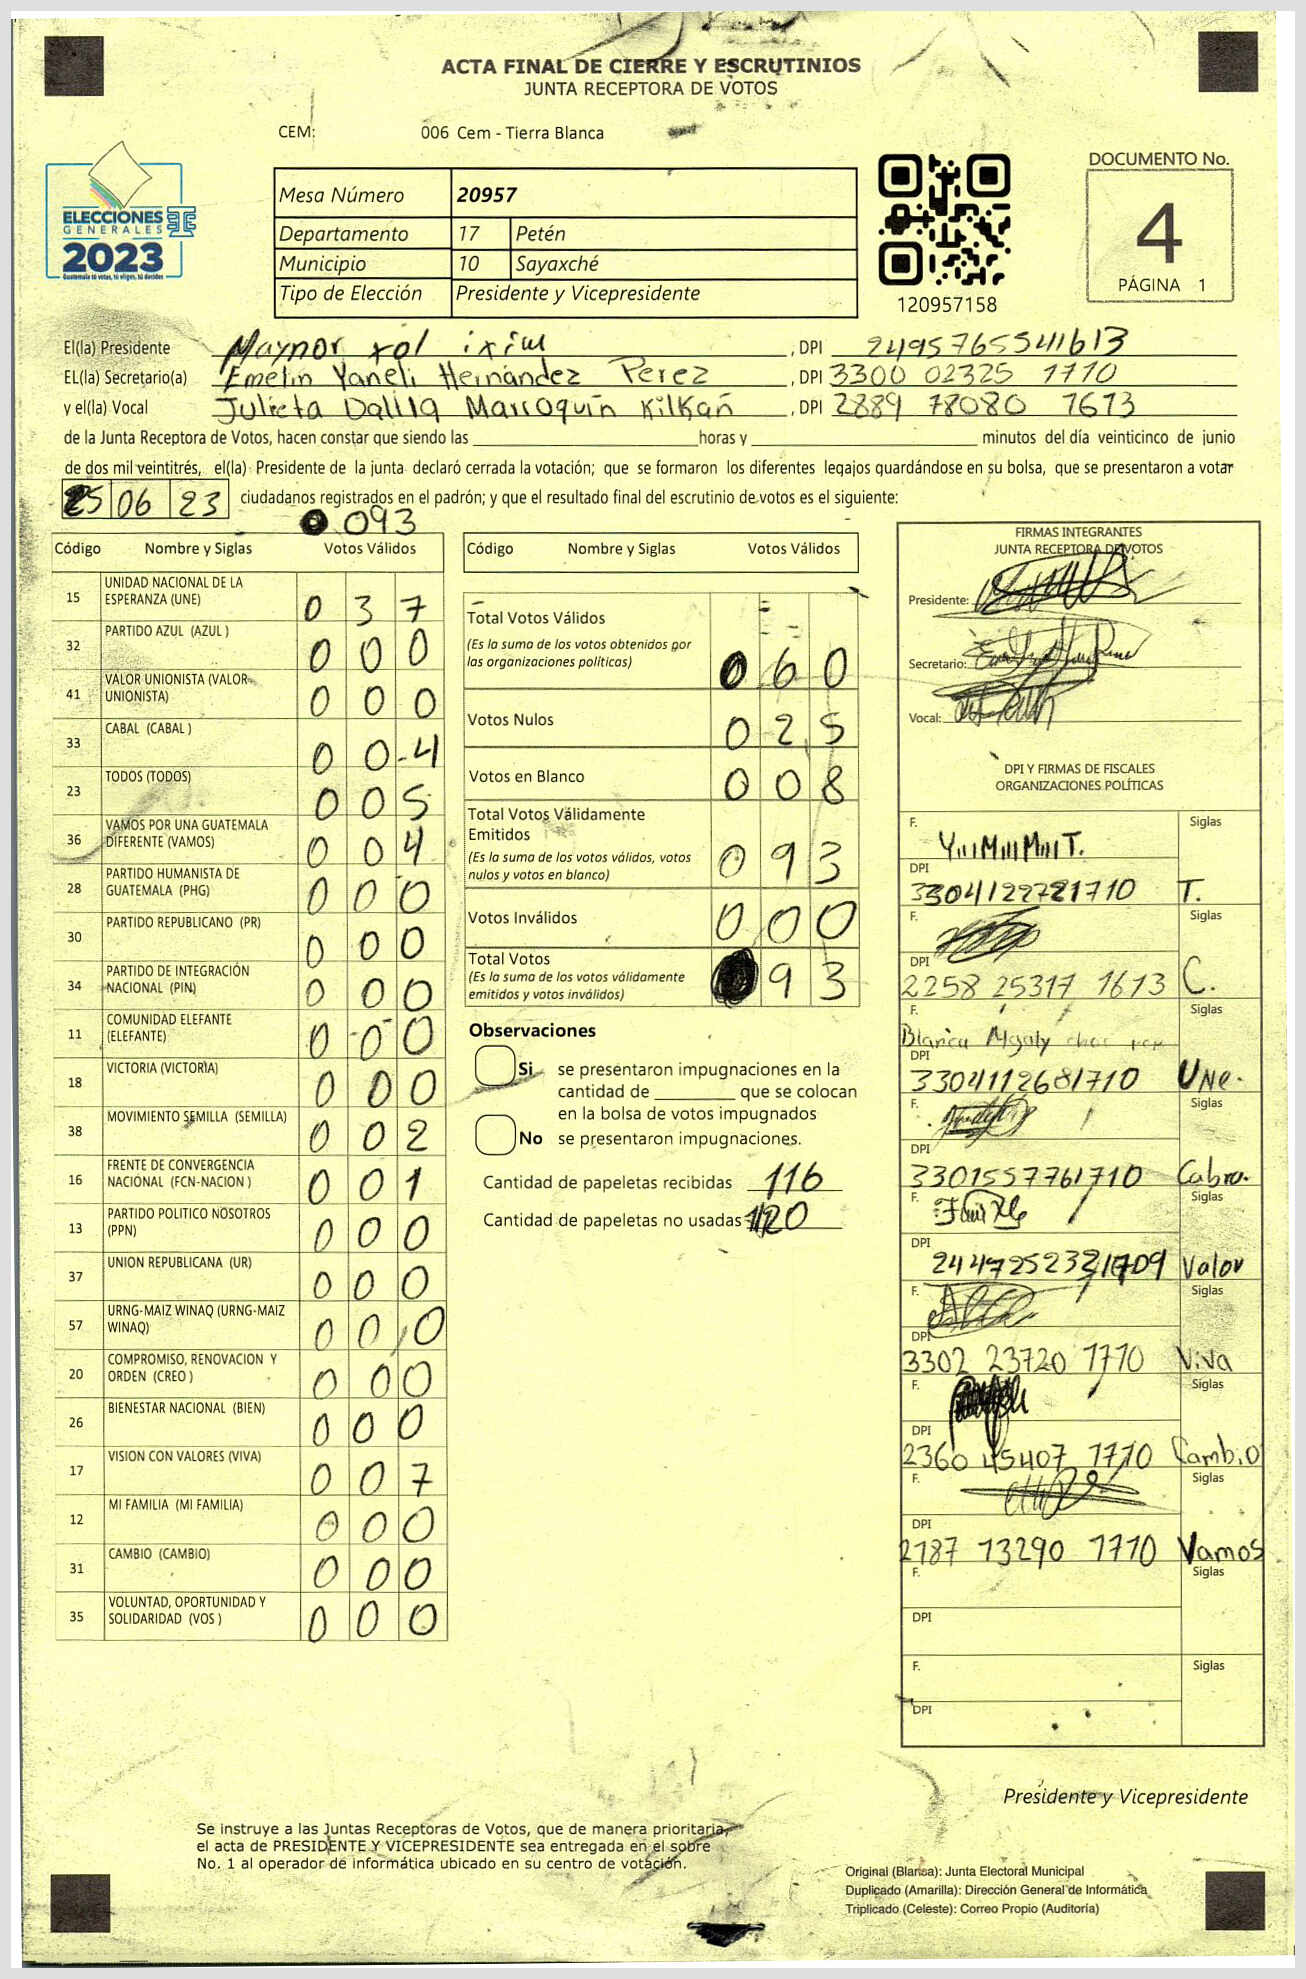 ACTA FINAL DE CIERRE Y ESCRUTINIOS
JUNTA RECEPTORA DE VOTOS
CEM: 006 Cem - Tierra Blanca
ELECCIONES
GENERALES
2023
Guatemala tú votas, tú eliges, tú decides
Mesa Número 20957
Departamento 17 Petén
Municipio 10 Sayaxché
Tipo de Elección Presidente y Vicepresidente
120957158
DOCUMENTO No.
4
PÁGINA 1
El(la) Presidente Maynor xol ixim , DPI 2495765541613
EL(la) Secretario(a) Emelin Yaneli Hernández Perez , DPI 3300 02325 1710
y el(la) Vocal Julieta Dalila Marroquín Kilkán , DPI 2889 78080 1613
de la Junta Receptora de Votos, hacen constar que siendo las horas y minutos del día veinticinco de junio
de dos mil veintitrés, el(la) Presidente de la junta declaró cerrada la votación; que se formaron los diferentes legajos guardándose en su bolsa, que se presentaron a votar
25 06 23 ciudadanos registrados en el padrón; y que el resultado final del escrutinio de votos es el siguiente:
093
Código Nombre y Siglas Votos Válidos
15 UNIDAD NACIONAL DE LA
ESPERANZA (UNE) 0 3 7
32 PARTIDO AZUL (AZUL ) 0 0 0
41 VALOR UNIONISTA (VALOR-
UNIONISTA) 0 0 0
33 CABAL (CABAL ) 0 0 4
23 TODOS (TODOS) 0 0 5
36 VAMOS POR UNA GUATEMALA
DIFERENTE (VAMOS) 0 0 4
28 PARTIDO HUMANISTA DE
GUATEMALA (PHG) 0 0 0
30 PARTIDO REPUBLICANO (PR) 0 0 0
34 PARTIDO DE INTEGRACIÓN
NACIONAL (PIN) 0 0 0
11 COMUNIDAD ELEFANTE
(ELEFANTE) 0 0 0
18 VICTORIA (VICTORIA) 0 0 0
38 MOVIMIENTO SEMILLA (SEMILLA) 0 0 2
16 FRENTE DE CONVERGENCIA
NACIONAL (FCN-NACION ) 0 0 1
13 PARTIDO POLITICO NOSOTROS
(PPN) 0 0 0
37 UNION REPUBLICANA (UR) 0 0 0
57 URNG-MAIZ WINAQ (URNG-MAIZ
WINAQ) 0 0 0
20 COMPROMISO, RENOVACION Y
ORDEN (CREO ) 0 0 0
26 BIENESTAR NACIONAL (BIEN) 0 0 0
17 VISION CON VALORES (VIVA) 0 0 7
12 MI FAMILIA (MI FAMILIA) 0 0 0
31 CAMBIO (CAMBIO) 0 0 0
35 VOLUNTAD, OPORTUNIDAD Y
SOLIDARIDAD (VOS ) 0 0 0
Código Nombre y Siglas Votos Válidos
Total Votos Válidos
(Es la suma de los votos obtenidos por
las organizaciones políticas) 0 6 0
Votos Nulos 0 2 5
Votos en Blanco 0 0 8
Total Votos Válidamente
Emitidos
(Es la suma de los votos válidos, votos
nulos y votos en blanco) 0 9 3
Votos Inválidos 0 0 0
Total Votos
(Es la suma de los votos válidamente
emitidos y votos inválidos) 9 3
Observaciones
Si se presentaron impugnaciones en la
cantidad de que se colocan
en la bolsa de votos impugnados
No se presentaron impugnaciones.
Cantidad de papeletas recibidas 116
Cantidad de papeletas no usadas 120
FIRMAS INTEGRANTES
JUNTA RECEPTORA DE VOTOS
Presidente:
Secretario:
Vocal:
DPI Y FIRMAS DE FISCALES
ORGANIZACIONES POLÍTICAS
F. Siglas
DPI
3304122721710 T.
F. Siglas
DPI
2258 25317 1613 C.
F. Siglas
Blanca Mgaly choc
DPI
3304112681710 UNe.
F. Siglas
DPI
3301557761710 Cabra.
F. Siglas
DPI
Valor
F. Siglas
DPI
3302 23720 1710 Viva
F. Siglas
DPI
2360 45407 1710 Cambio
F. Siglas
DPI
2787 13290 1710 Vamos
F. Siglas
DPI
F. Siglas
DPI
Presidente y Vicepresidente
Se instruye a las Juntas Receptoras de Votos, que de manera prioritaria,
el acta de PRESIDENTE Y VICEPRESIDENTE sea entregada en el sobre
No. 1 al operador de informática ubicado en su centro de votación.
Original (Blanca): Junta Electoral Municipal
Duplicado (Amarilla): Dirección General de Informática
Triplicado (Celeste): Correo Propio (Auditoría)